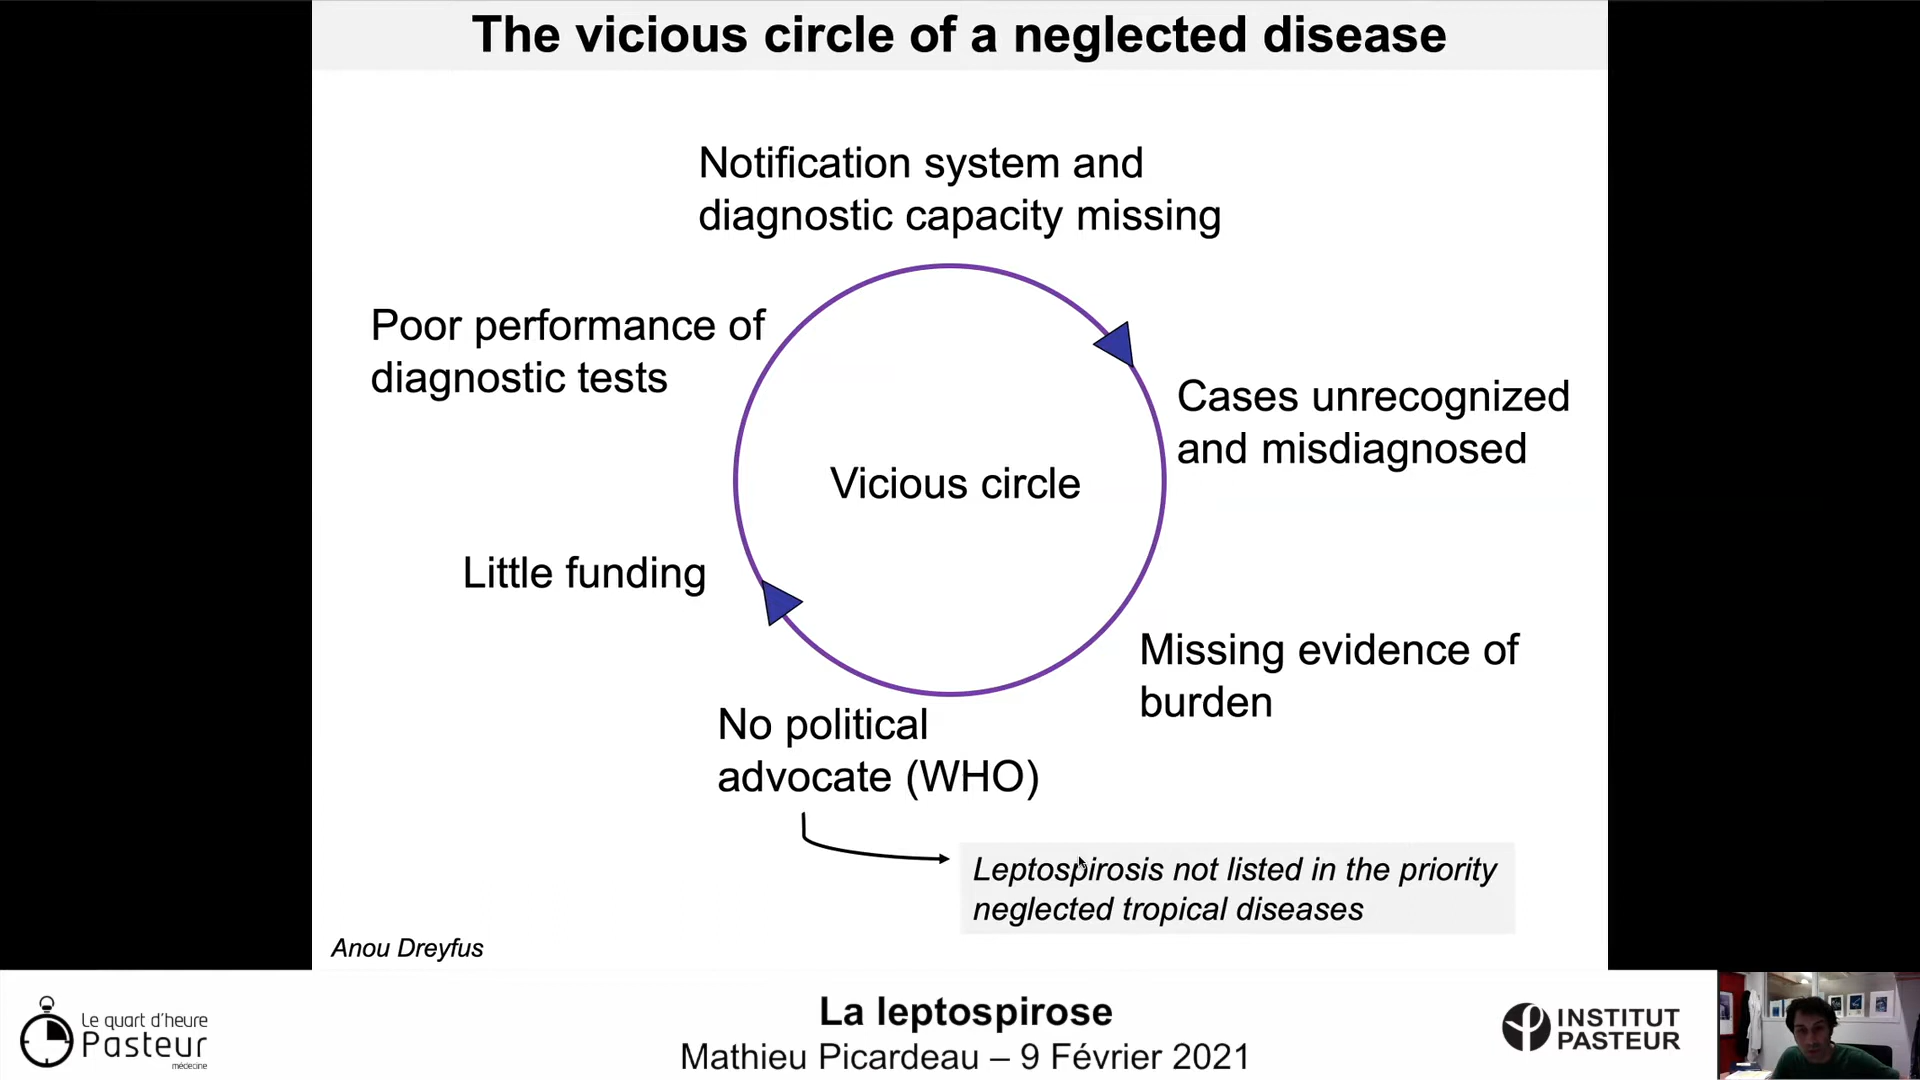 The vicious circle of a neglected disease
Notification system and
diagnostic capacity missing
Poor performance of
diagnostic tests
Cases unrecognized
and misdiagnosed
Vicious circle
Little funding
Missing evidence of
burden
No political
advocate (WHO)
Leptospirosis not listed in the priority
neglected tropical diseases
Anou Dreyfus
Le quart d'heure
Pasteur
médecine
La leptospirose
Mathieu Picardeau – 9 Février 2021
INSTITUT
PASTEUR